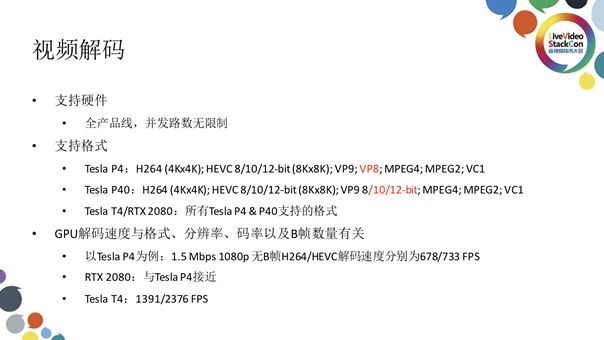 LiveVideo
StackCon
音视频技术大会
视频解码
• 支持硬件
• 全产品线，并发路数无限制
• 支持格式
• Tesla P4：H264 (4Kx4K); HEVC 8/10/12-bit (8Kx8K); VP9; VP8; MPEG4; MPEG2; VC1
• Tesla P40：H264 (4Kx4K); HEVC 8/10/12-bit (8Kx8K); VP9 8/10/12-bit; MPEG4; MPEG2; VC1
• Tesla T4/RTX 2080：所有Tesla P4 & P40支持的格式
• GPU解码速度与格式、分辨率、码率以及B帧数量有关
• 以Tesla P4为例：1.5 Mbps 1080p 无B帧H264/HEVC解码速度分别为678/733 FPS
• RTX 2080：与Tesla P4接近
• Tesla T4：1391/2376 FPS